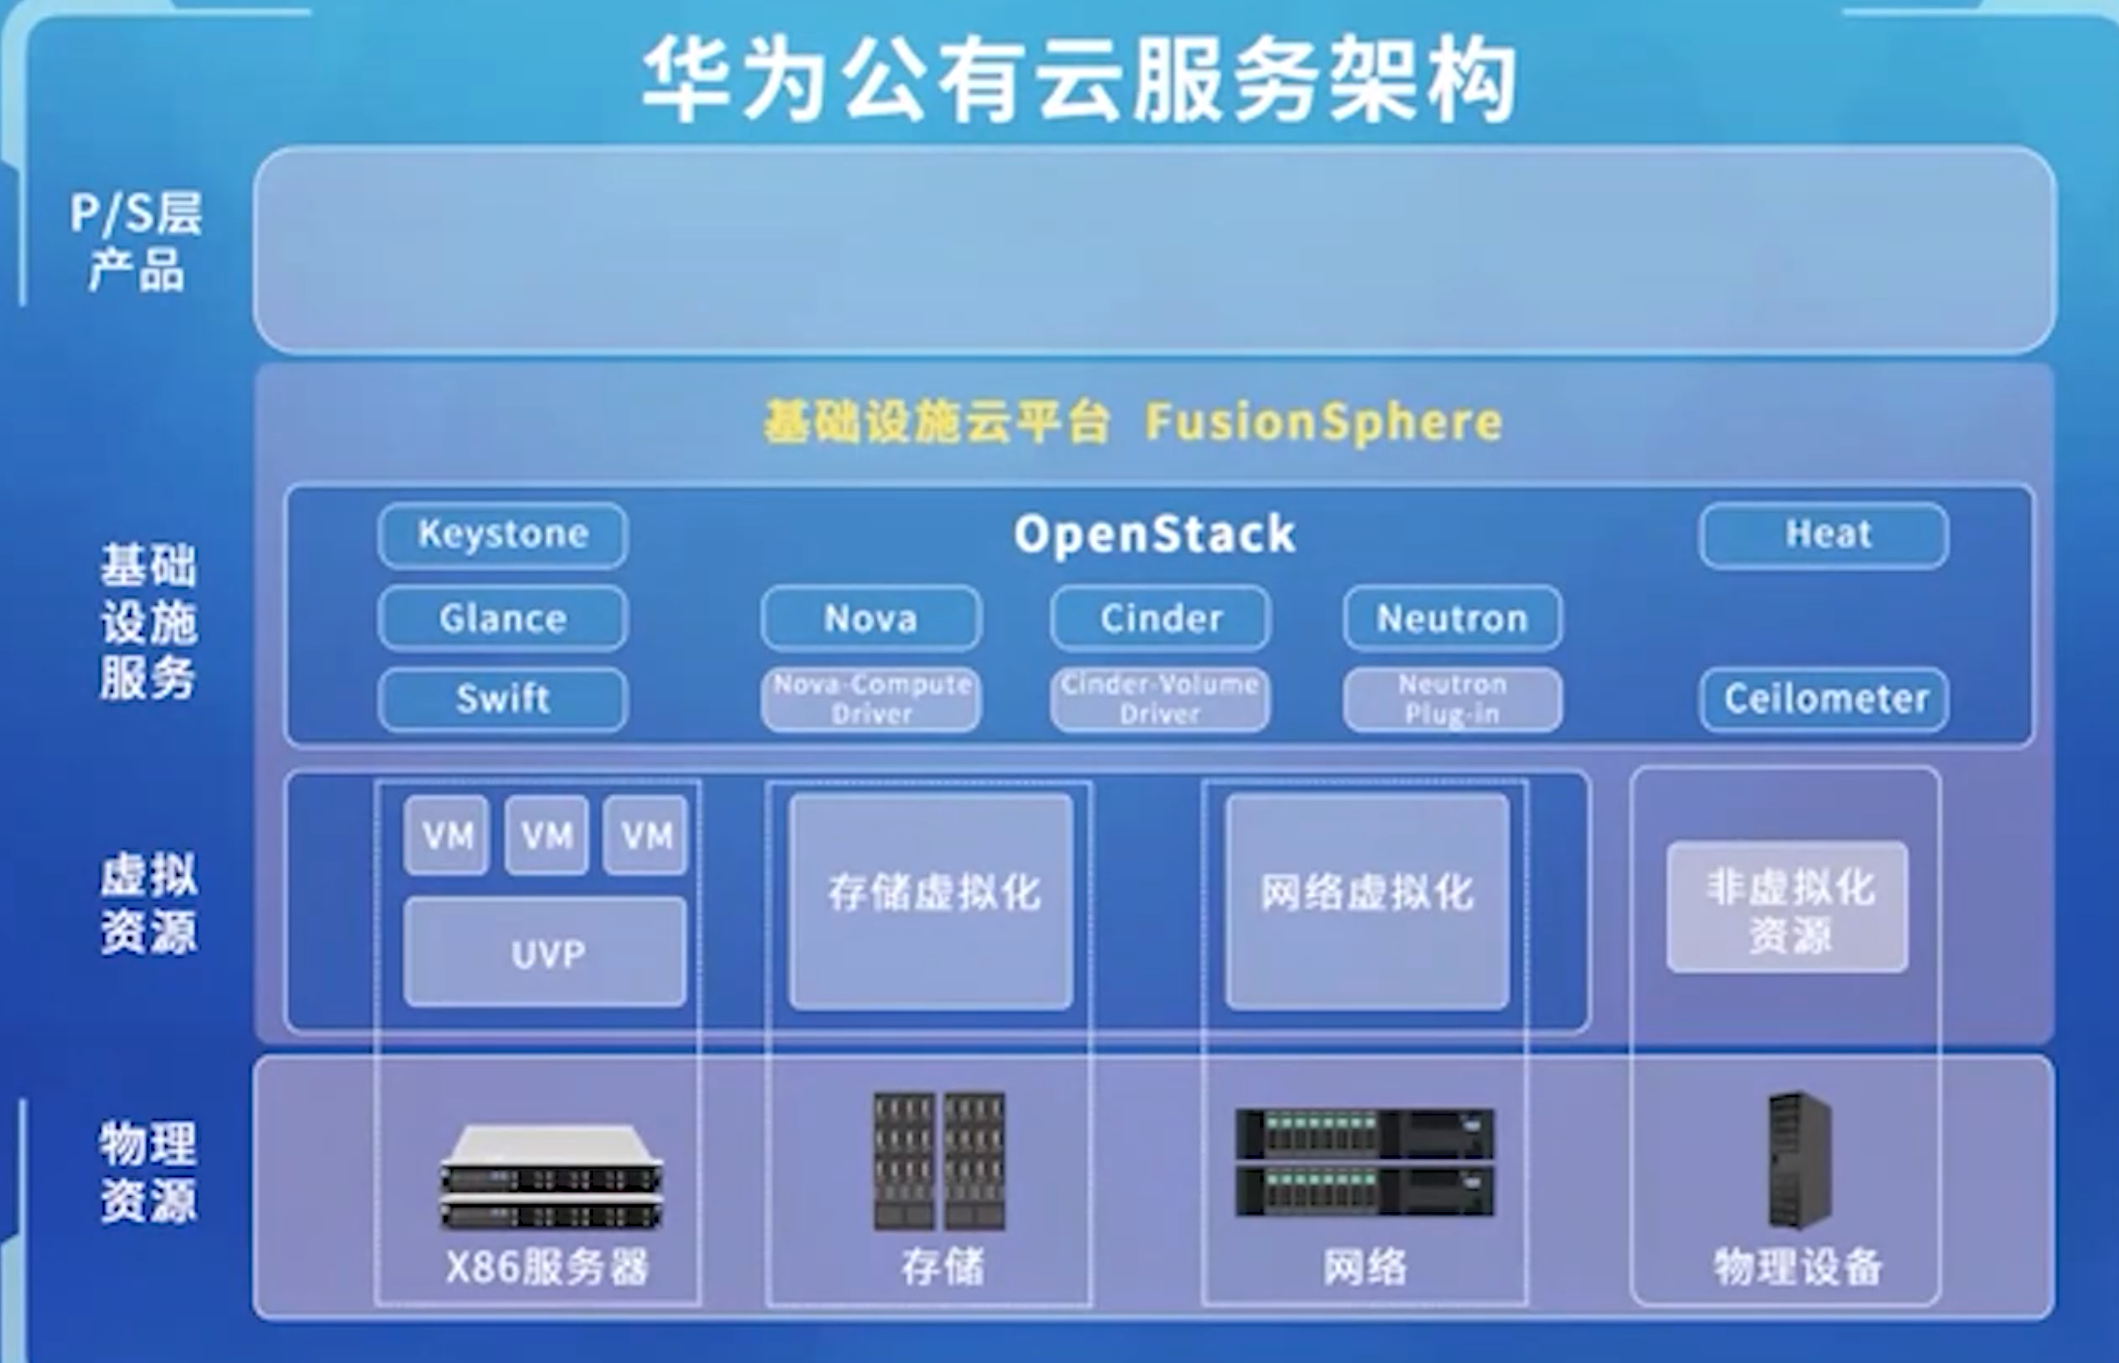 华为公有云服务架构
P/S层
产品
基础设施云平台 FusionSphere
基础
设施
服务
Keystone
OpenStack
Heat
Glance
Nova
Cinder
Neutron
Swift
Nova-Compute
Driver
Cinder-Volume
Driver
Neutron
Plug-in
Ceilometer
虚拟
资源
VM
VM
VM
UVP
存储虚拟化
网络虚拟化
非虚拟化
资源
物理
资源
X86服务器
存储
网络
物理设备